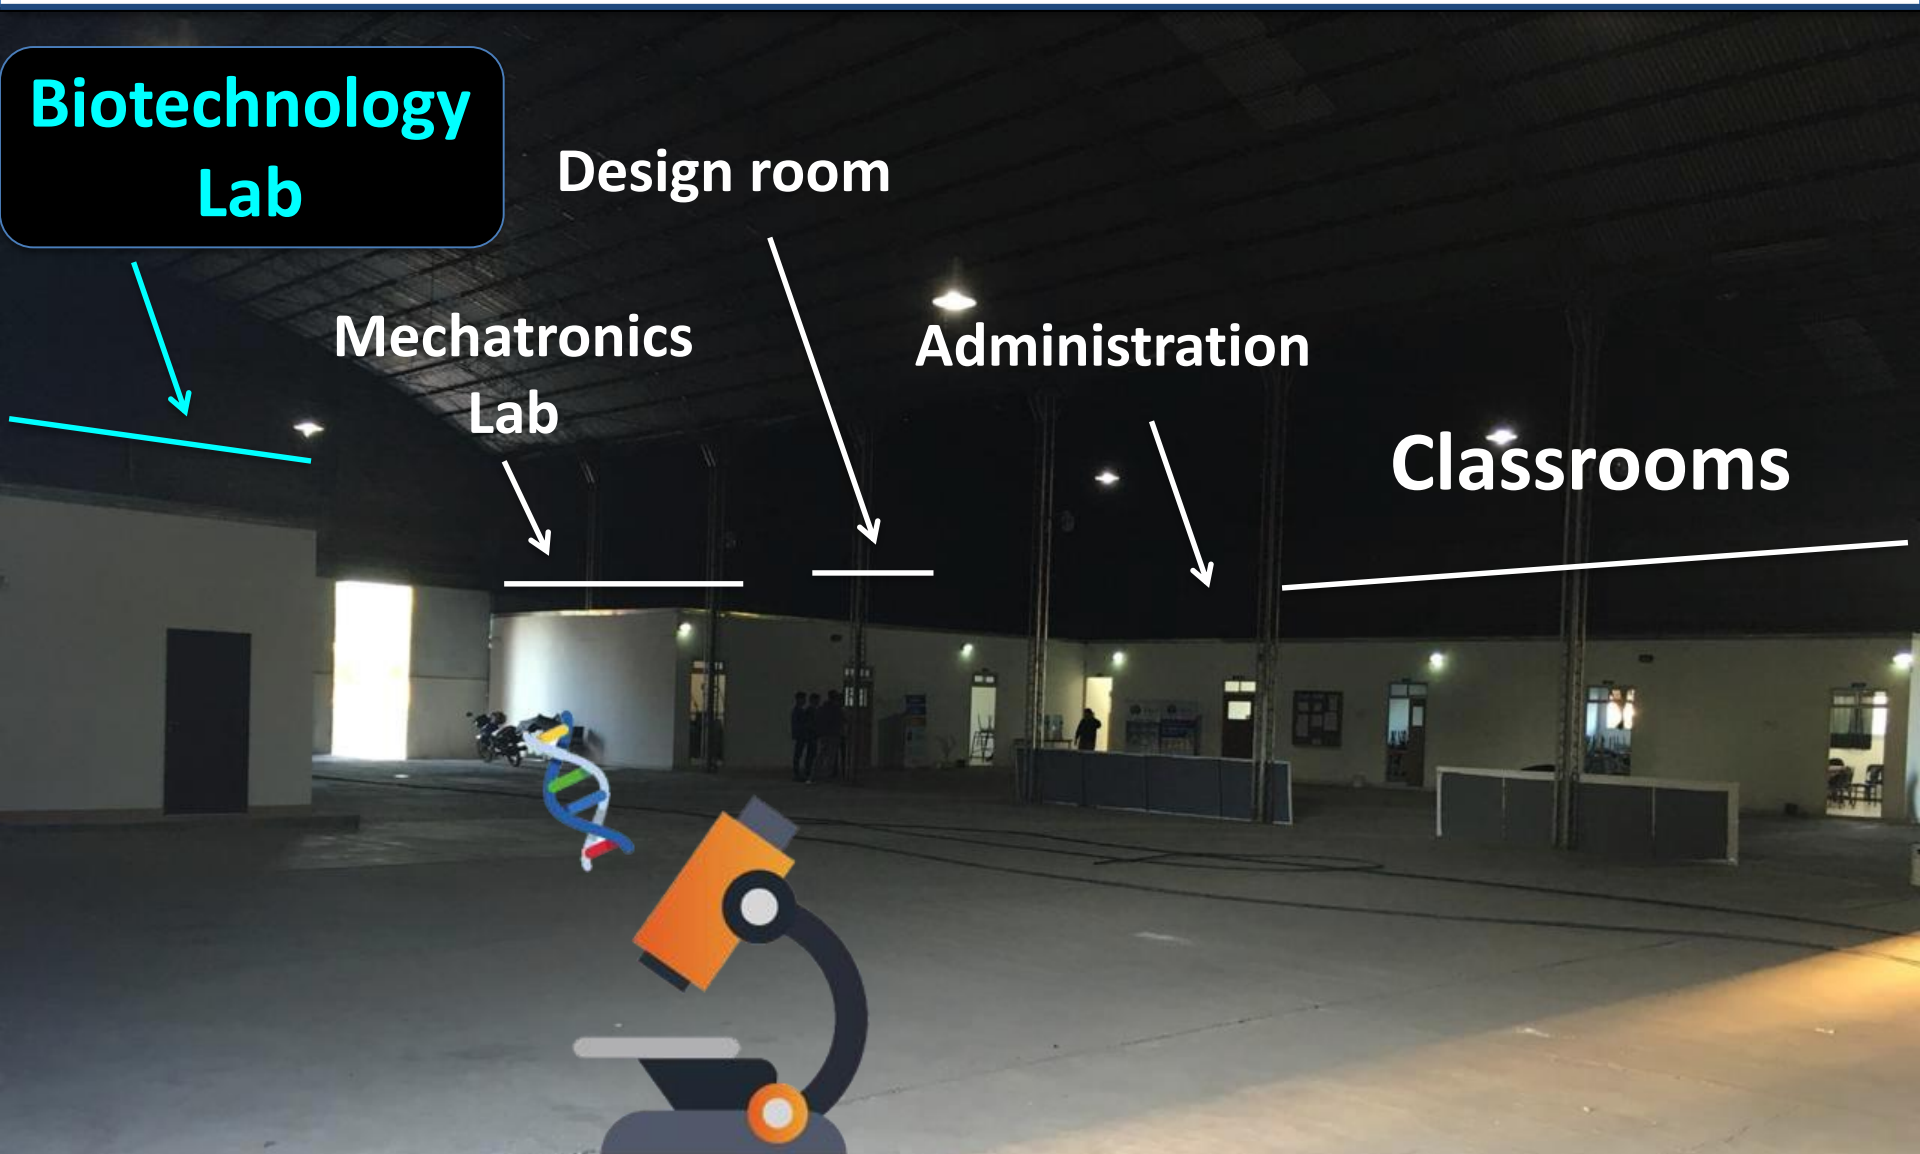 Biotechnology
Lab
Design room
Mechatronics
Lab
Administration
Classrooms